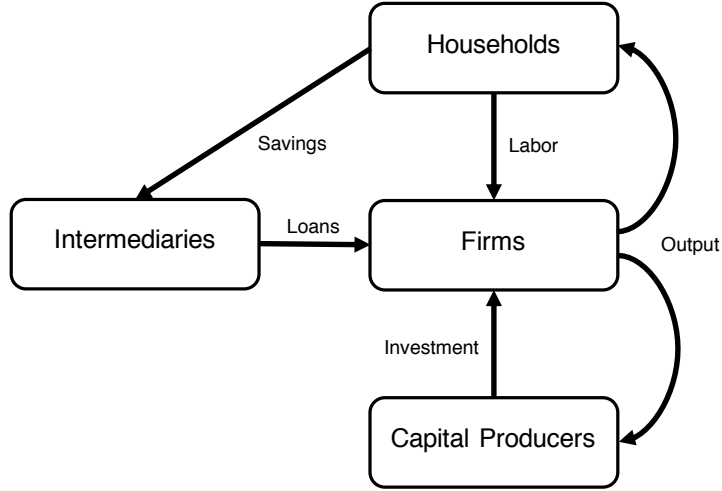 Households
Savings
Labor
Intermediaries
Loans
Firms
Output
Investment
Capital Producers